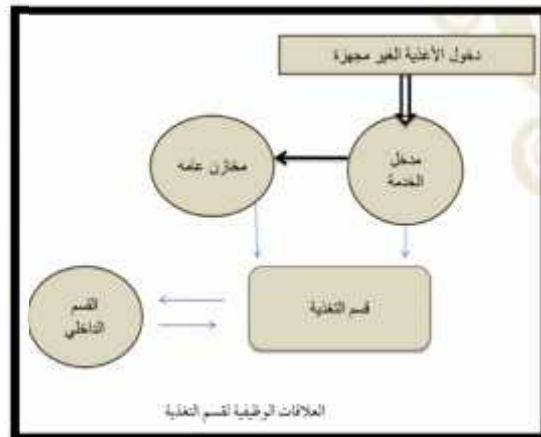 دخول الأغذية الغير مجهزة
مدخل
الخدمة
مخازن عامه
قسم التغذية
القسم
الداخلي
العلاقات الوظيفية لقسم التغذية